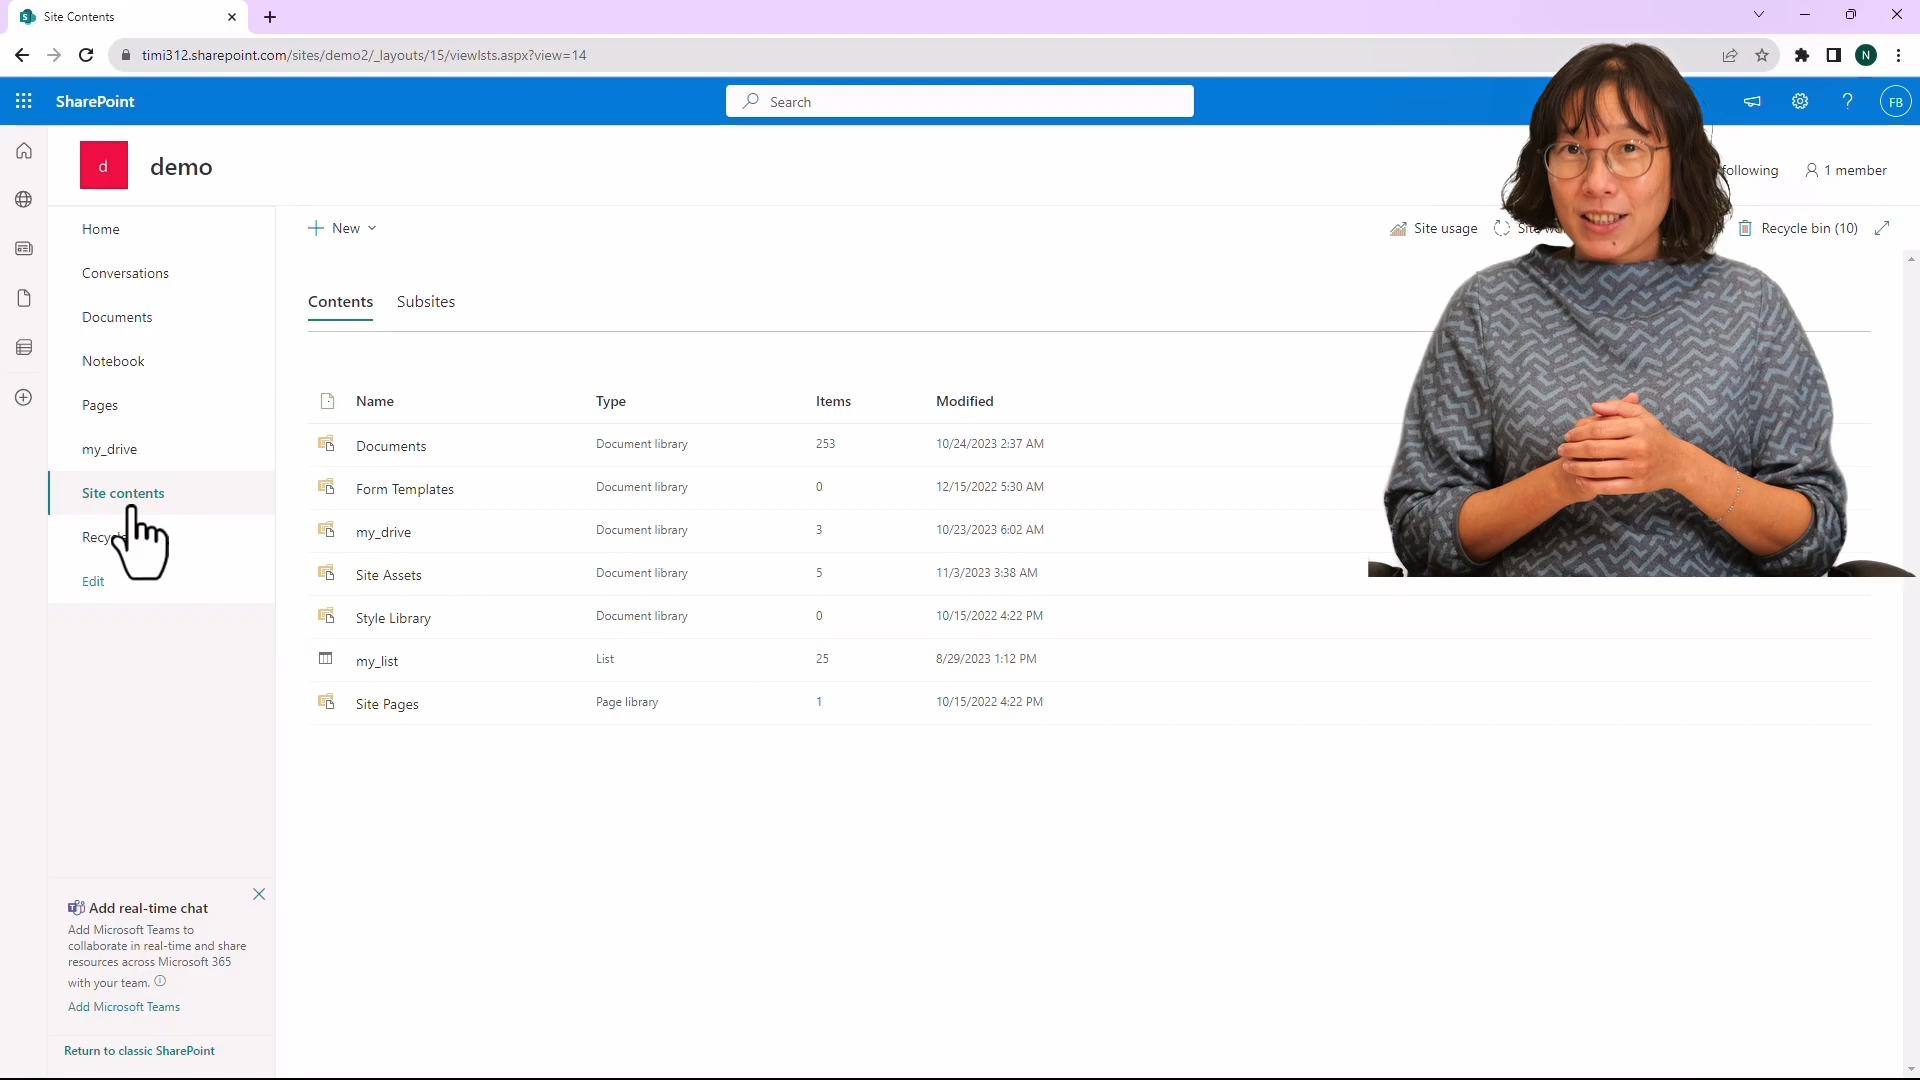 Site Contents
timi312.sharepoint.com/sites/demo2/_layouts/15/viewlsts.aspx?view=14
N
SharePoint
Search
FB
d
demo
following
1 member
Home
Conversations
Documents
Notebook
Pages
my_drive
Site contents
Edit
New
Site usage
Recycle bin (10)
Contents
Subsites
Name Type Items Modified
Documents Document library 253 10/24/2023 2:37 AM
Form Templates Document library 0 12/15/2022 5:30 AM
my_drive Document library 3 10/23/2023 6:02 AM
Site Assets Document library 5 11/3/2023 3:38 AM
Style Library Document library 0 10/15/2022 4:22 PM
my_list List 25 8/29/2023 1:12 PM
Site Pages Page library 1 10/15/2022 4:22 PM
Add real-time chat
Add Microsoft Teams to
collaborate in real-time and share
resources across Microsoft 365
with your team.
Add Microsoft Teams
Return to classic SharePoint